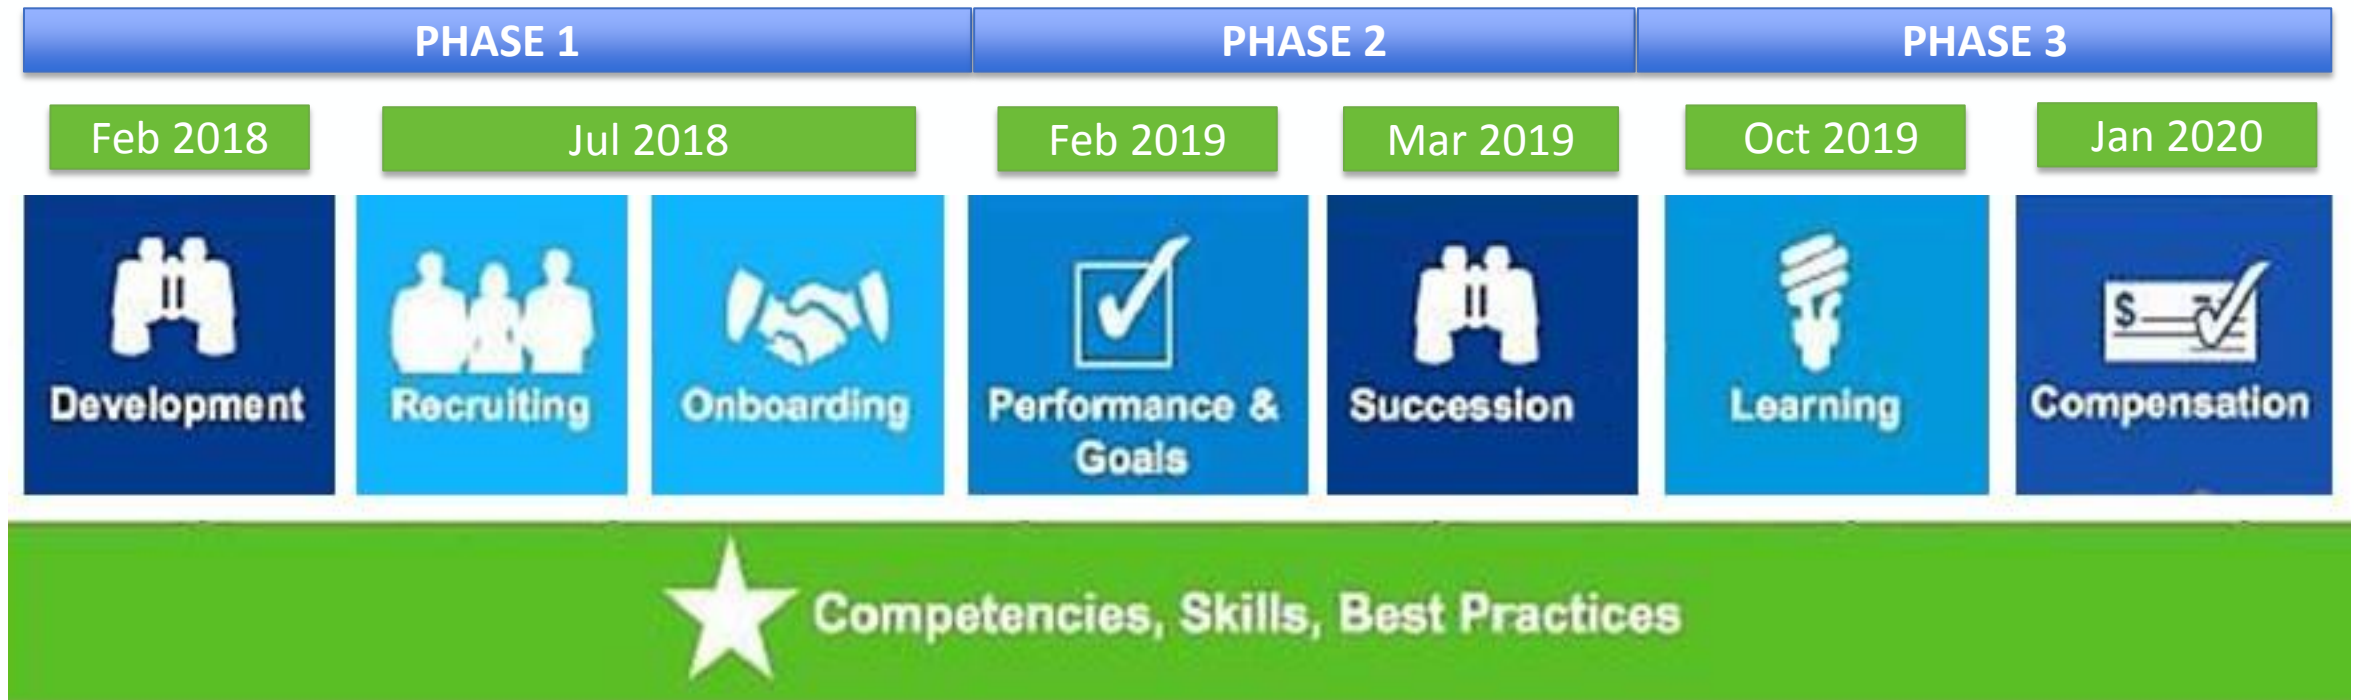 PHASE 1
PHASE 2
PHASE 3
Feb 2018
Jul 2018
Feb 2019
Mar 2019
Oct 2019
Jan 2020
Development
Recruiting
Onboarding
Performance &
Goals
Succession
Learning
$
Compensation
Competencies, Skills, Best Practices